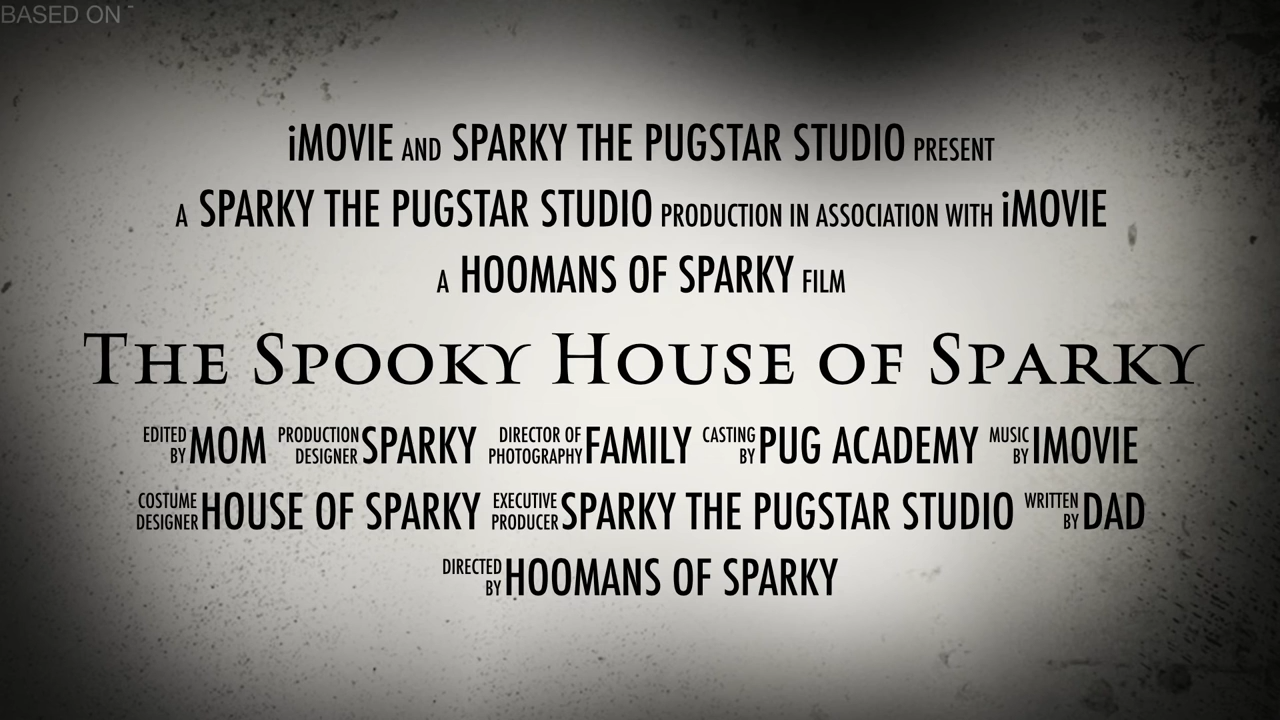 BASED ON
iMOVIE AND SPARKY THE PUGSTAR STUDIO PRESENT
A SPARKY THE PUGSTAR STUDIO PRODUCTION IN ASSOCIATION WITH iMOVIE
A HOOMANS OF SPARKY FILM
THE SPOOKY HOUSE OF SPARKY
EDITED BY MOM PRODUCTION DESIGNER SPARKY DIRECTOR OF PHOTOGRAPHY FAMILY CASTING BY PUG ACADEMY MUSIC BY IMOVIE
COSTUME DESIGNER HOUSE OF SPARKY EXECUTIVE PRODUCER SPARKY THE PUGSTAR STUDIO WRITTEN BY DAD
DIRECTED BY HOOMANS OF SPARKY